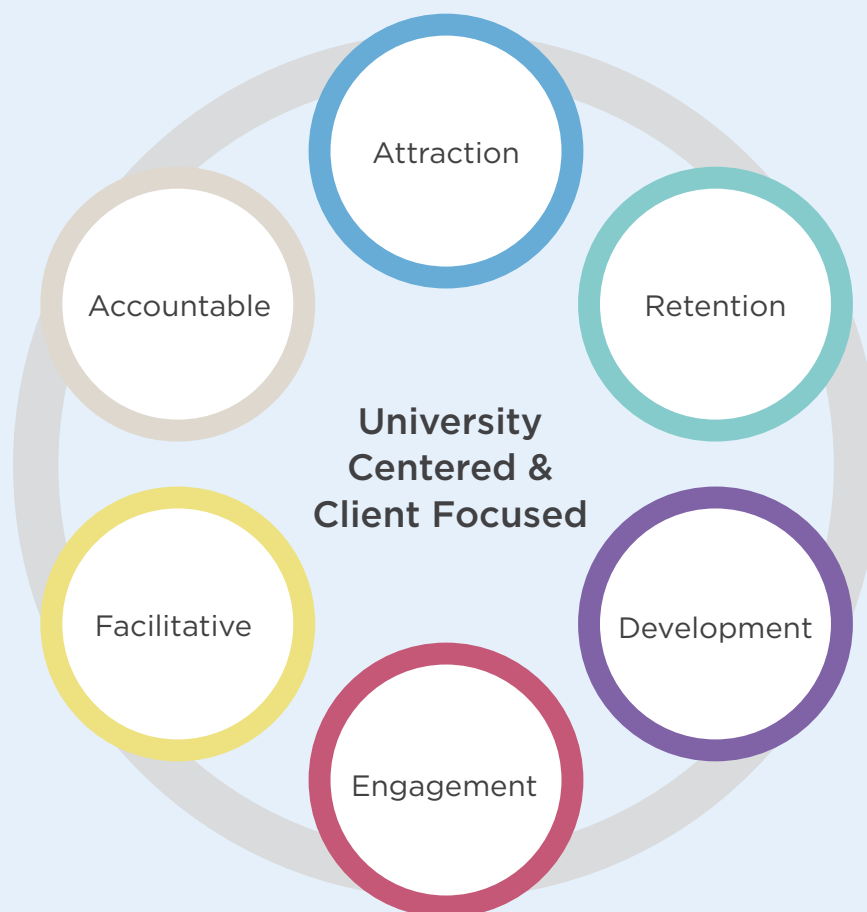 Attraction
Accountable
Retention
University
Centered &
Client Focused
Facilitative
Development
Engagement